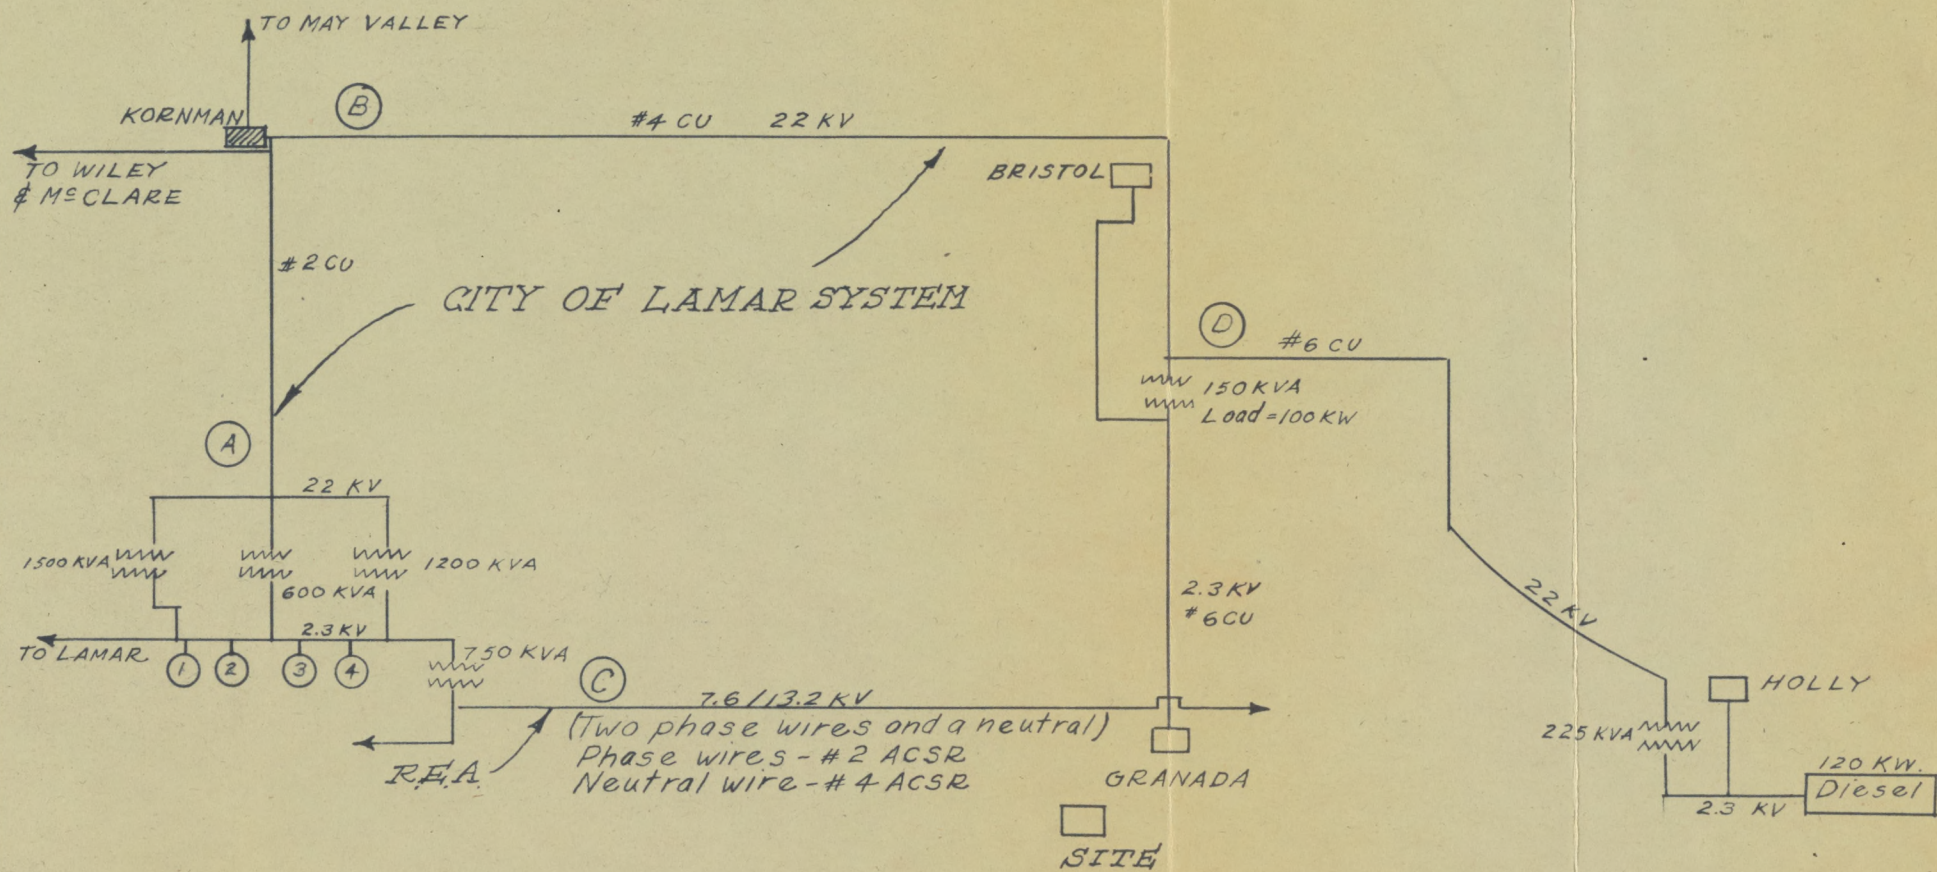 TO MAY VALLEY
KORNMAN
B
#4 CU 22 KV
TO WILEY
& McCLARE
BRISTOL
#2 CU
CITY OF LAMAR SYSTEM
D
#6 CU
150 KVA
Load=100KW
A
22 KV
1500 KVA
1200 KVA
600 KVA
2.3 KV
#6CU
22 KV
2.3 KV
TO LAMAR
1 2 3 4
750 KVA
C
7.6/13.2 KV
(Two phase wires and a neutral)
Phase wires - #2 ACSR
Neutral wire - #4 ACSR
R.E.A.
GRANADA
HOLLY
225 KVA
120 KW.
Diesel
2.3 KV
SITE